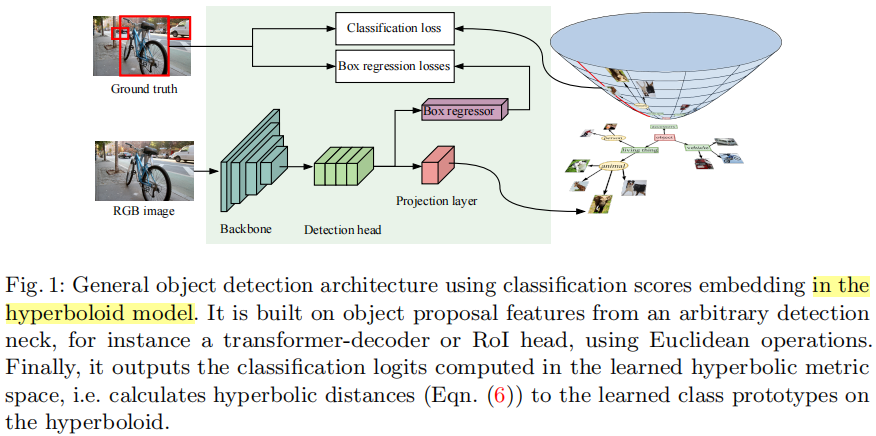 Classification loss
Box regression losses
Ground truth
Box regressor
person
object
living thing
vehicle
animal
RGB image
Projection layer
Backbone
Detection head
Fig. 1: General object detection architecture using classification scores embedding in the
hyperboloid model. It is built on object proposal features from an arbitrary detection
neck, for instance a transformer-decoder or RoI head, using Euclidean operations.
Finally, it outputs the classification logits computed in the learned hyperbolic metric
space, i.e. calculates hyperbolic distances (Eqn. (6)) to the learned class prototypes on
the hyperboloid.